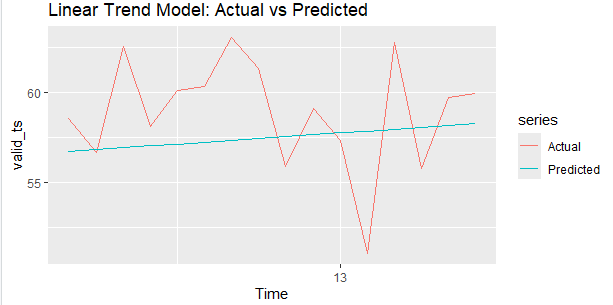 Linear Trend Model: Actual vs Predicted
valid_ts
60
55
13
Time
series
Actual
Predicted